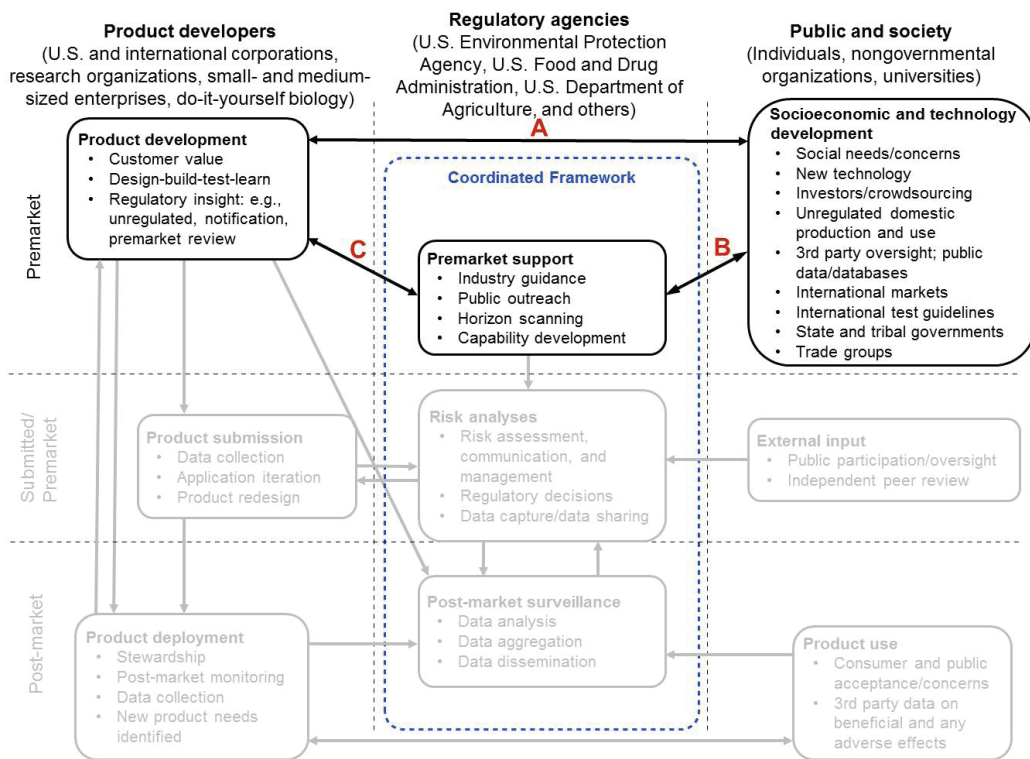 Product developers
(U.S. and international corporations,
research organizations, small- and medium-
sized enterprises, do-it-yourself biology)
Regulatory agencies
(U.S. Environmental Protection
Agency, U.S. Food and Drug
Administration, U.S. Department of
Agriculture, and others)
Public and society
(Individuals, nongovernmental
organizations, universities)
Premarket
Product development
• Customer value
• Design-build-test-learn
• Regulatory insight: e.g.,
unregulated, notification,
premarket review
A
Coordinated Framework
C
B
Premarket support
• Industry guidance
• Public outreach
• Horizon scanning
• Capability development
Socioeconomic and technology
development
• Social needs/concerns
• New technology
• Investors/crowdsourcing
• Unregulated domestic
production and use
• 3rd party oversight; public
data/databases
• International markets
• International test guidelines
• State and tribal governments
• Trade groups
Submitted/
Premarket
Product submission
• Data collection
• Application iteration
• Product redesign
Risk analyses
• Risk assessment,
communication, and
management
• Regulatory decisions
• Data capture/data sharing
External input
• Public participation/oversight
• Independent peer review
Post-market
Product deployment
• Stewardship
• Post-market monitoring
• Data collection
• New product needs
identified
Post-market surveillance
• Data analysis
• Data aggregation
• Data dissemination
Product use
• Consumer and public
acceptance/concerns
• 3rd party data on
beneficial and any
adverse effects